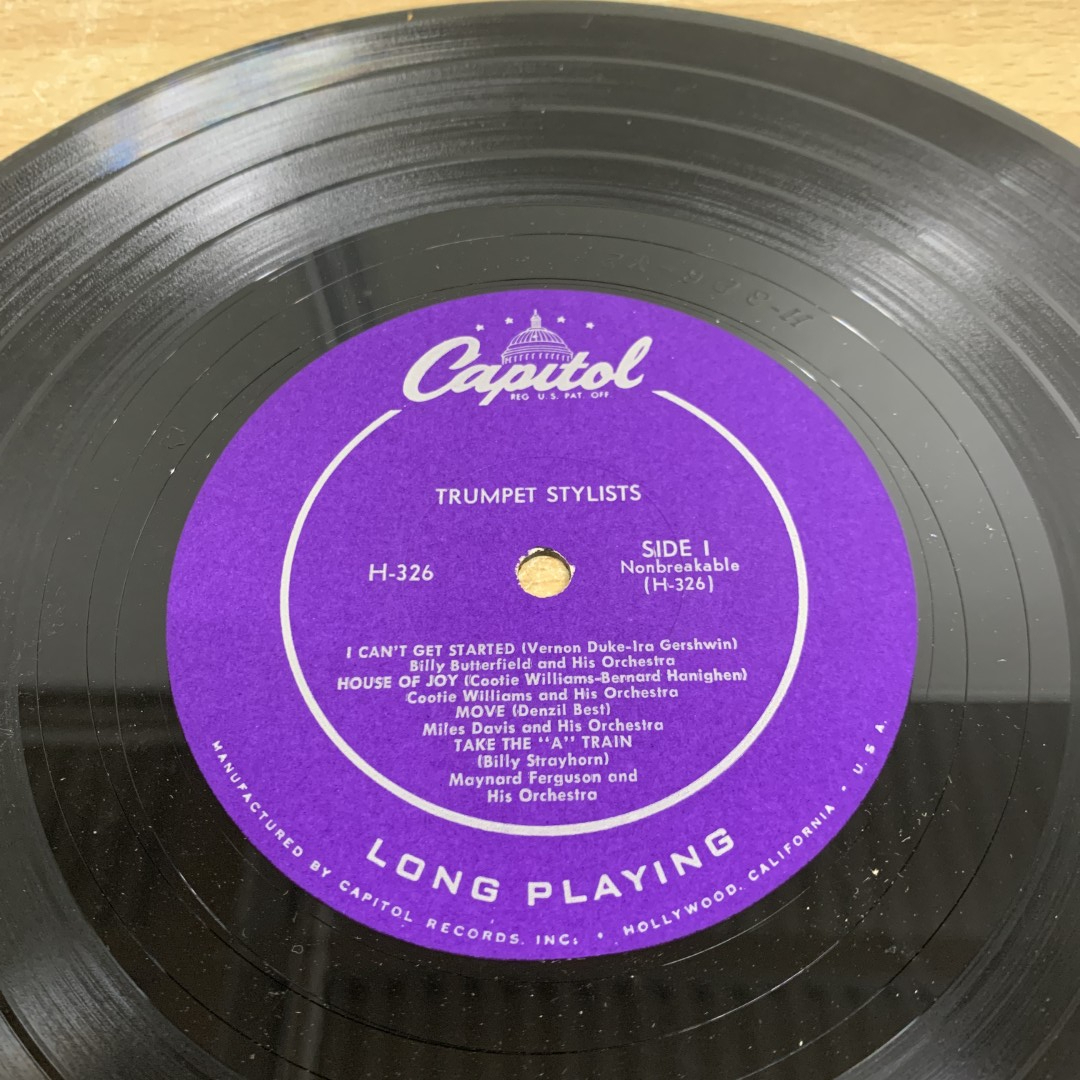 Capitol
REG U.S. PAT. OFF.
TRUMPET STYLISTS
H-326
SIDE 1
Nonbreakable
(H-326)
I CAN'T GET STARTED (Vernon Duke-Ira Gershwin)
Billy Butterfield and His Orchestra
HOUSE OF JOY (Cootie Williams-Bernard Hanighen)
Cootie Williams and His Orchestra
MOVE (Denzil Best)
Miles Davis and His Orchestra
TAKE THE "A" TRAIN
(Billy Strayhorn)
Maynard Ferguson and
His Orchestra
LONG PLAYING
MANUFACTURED BY CAPITOL RECORDS, INC. • HOLLYWOOD, CALIFORNIA • U.S.A.